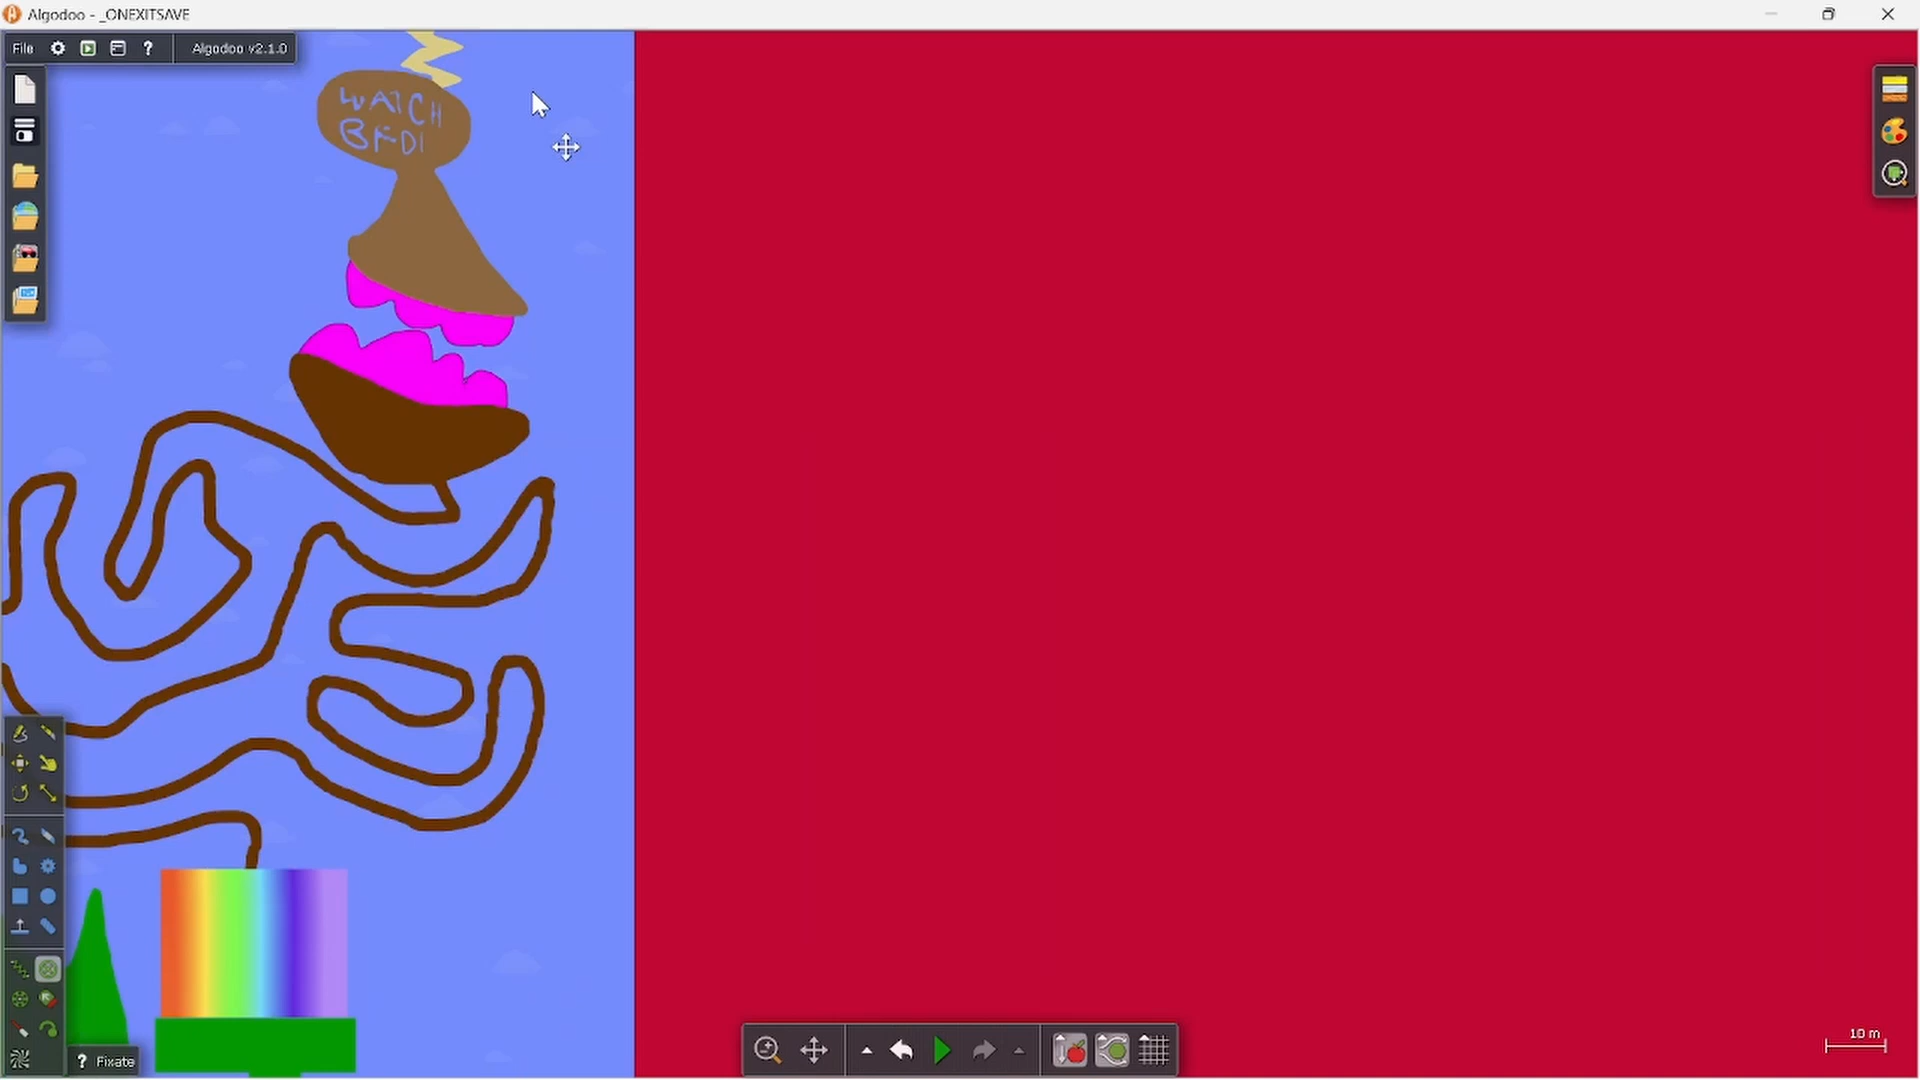 Algodoo - _ONEXITSAVE
File
?
Algodoo v2.1.0
WATCH
BFDI
? Fixate
10 m